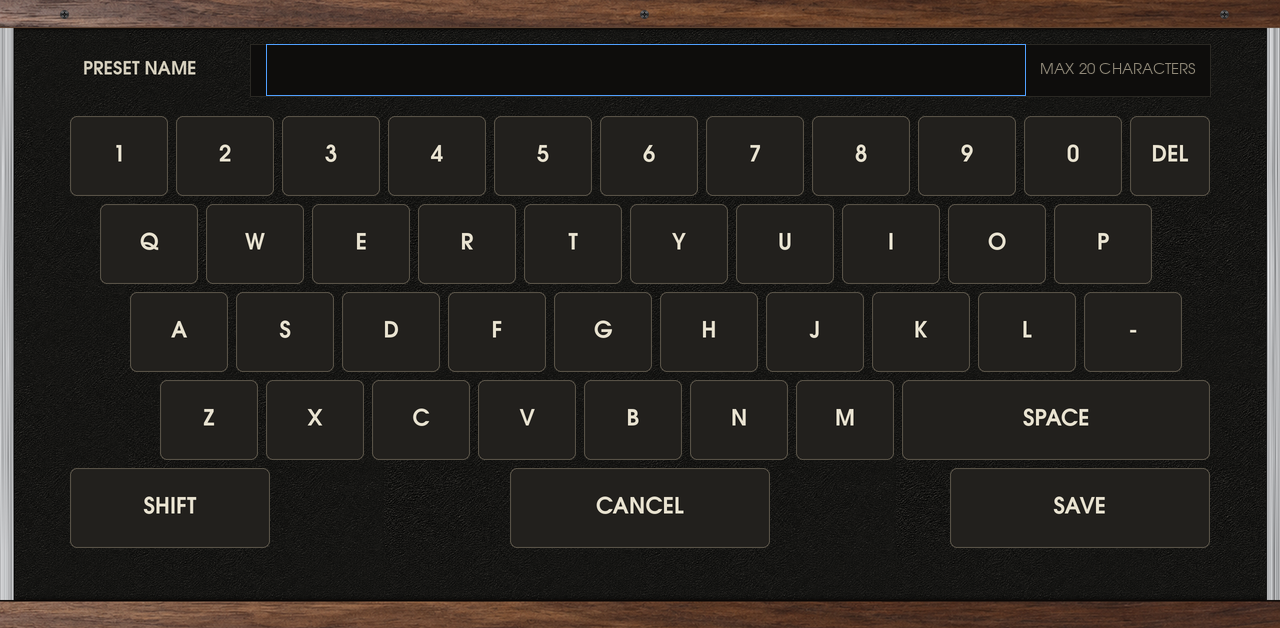 PRESET NAME MAX 20 CHARACTERS
1 2 3 4 5 6 7 8 9 0 DEL
Q W E R T Y U I O P
A S D F G H J K L -
Z X C V B N M SPACE
SHIFT CANCEL SAVE